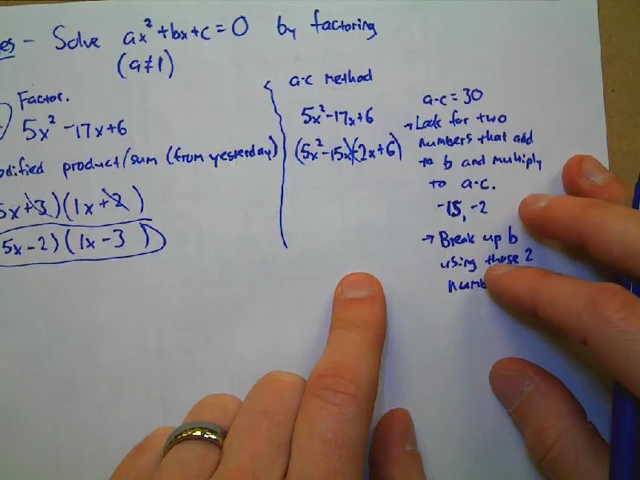 es - Solve ax² + bx + c = 0 by factoring
(a≠1)
Factor.
5x² - 17x + 6
odified product/sum (from yesterday)
5x + 3)(1x + 2)
5x - 2)(1x - 3)
a·c method
5x² - 17x + 6
(5x² - 15x)(-2x + 6)
a·c = 30
→ Look for two
numbers that add
to b and multiply
to a·c.
-15, -2
→ Break up b
using those 2
numb